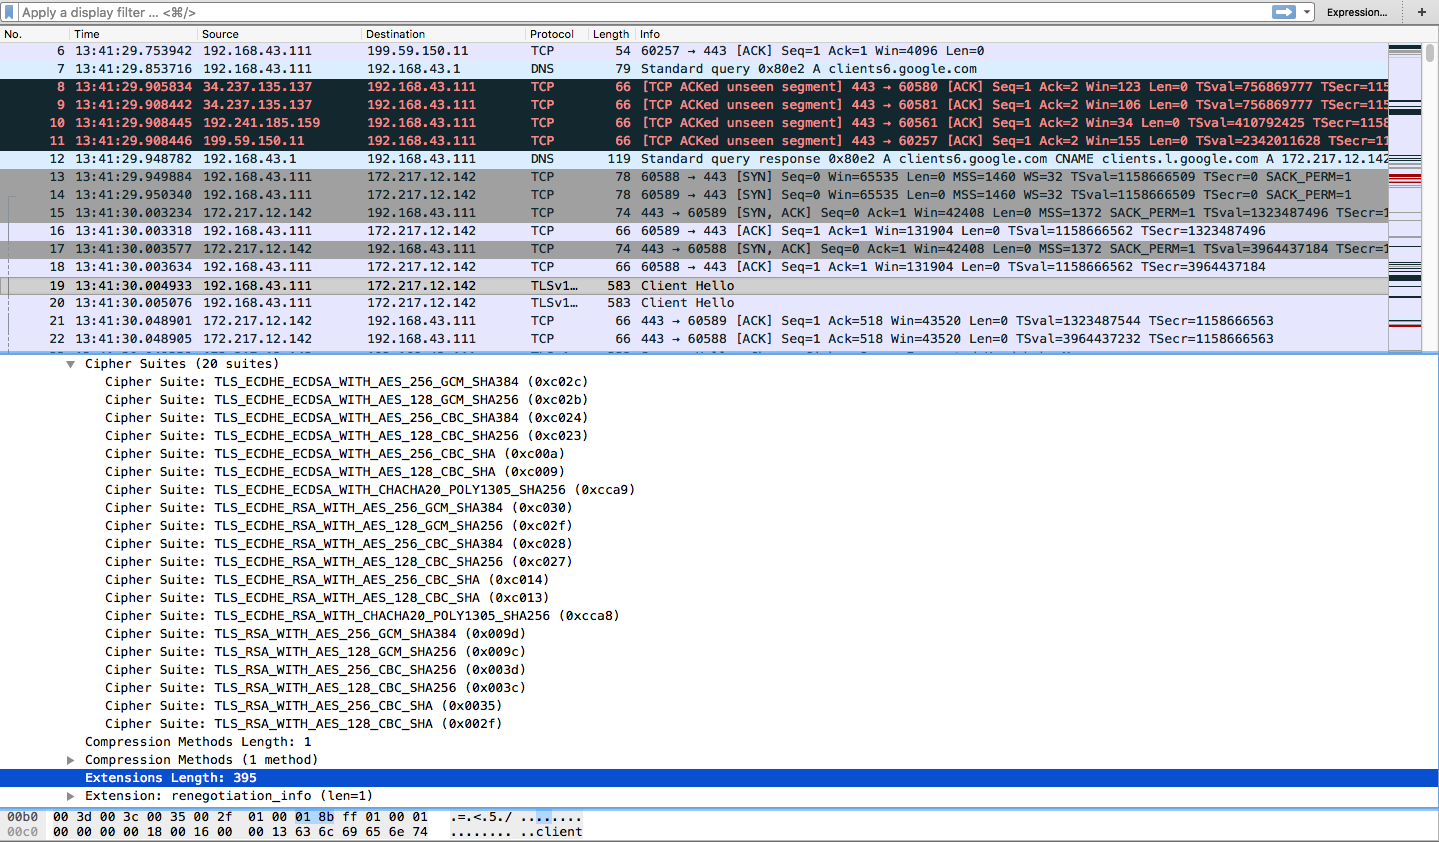 Apply a display filter ... <⌘/>
Expression...
+
No. Time Source Destination Protocol Length Info
6 13:41:29.753942 192.168.43.111 199.59.150.11 TCP 54 60257 → 443 [ACK] Seq=1 Ack=1 Win=4096 Len=0
7 13:41:29.853716 192.168.43.111 192.168.43.1 DNS 79 Standard query 0x80e2 A clients6.google.com
8 13:41:29.905834 34.237.135.137 192.168.43.111 TCP 66 [TCP ACKed unseen segment] 443 → 60580 [ACK] Seq=1 Ack=2 Win=123 Len=0 TSval=756869777 TSecr=115
9 13:41:29.908442 34.237.135.137 192.168.43.111 TCP 66 [TCP ACKed unseen segment] 443 → 60581 [ACK] Seq=1 Ack=2 Win=106 Len=0 TSval=756869777 TSecr=115
10 13:41:29.908445 192.241.185.159 192.168.43.111 TCP 66 [TCP ACKed unseen segment] 443 → 60561 [ACK] Seq=1 Ack=2 Win=34 Len=0 TSval=410792425 TSecr=1158
11 13:41:29.908446 199.59.150.11 192.168.43.111 TCP 66 [TCP ACKed unseen segment] 443 → 60257 [ACK] Seq=1 Ack=2 Win=155 Len=0 TSval=2342011628 TSecr=11
12 13:41:29.948782 192.168.43.1 192.168.43.111 DNS 119 Standard query response 0x80e2 A clients6.google.com CNAME clients.l.google.com A 172.217.12.142
13 13:41:29.949884 192.168.43.111 172.217.12.142 TCP 78 60588 → 443 [SYN] Seq=0 Win=65535 Len=0 MSS=1460 WS=32 TSval=1158666509 TSecr=0 SACK_PERM=1
14 13:41:29.950340 192.168.43.111 172.217.12.142 TCP 78 60589 → 443 [SYN] Seq=0 Win=65535 Len=0 MSS=1460 WS=32 TSval=1158666509 TSecr=0 SACK_PERM=1
15 13:41:30.003234 172.217.12.142 192.168.43.111 TCP 74 443 → 60589 [SYN, ACK] Seq=0 Ack=1 Win=42408 Len=0 MSS=1372 SACK_PERM=1 TSval=1323487496 TSecr=1
16 13:41:30.003318 192.168.43.111 172.217.12.142 TCP 66 60589 → 443 [ACK] Seq=1 Ack=1 Win=131904 Len=0 TSval=1158666562 TSecr=1323487496
17 13:41:30.003577 172.217.12.142 192.168.43.111 TCP 74 443 → 60588 [SYN, ACK] Seq=0 Ack=1 Win=42408 Len=0 MSS=1372 SACK_PERM=1 TSval=3964437184 TSecr=1
18 13:41:30.003634 192.168.43.111 172.217.12.142 TCP 66 60588 → 443 [ACK] Seq=1 Ack=1 Win=131904 Len=0 TSval=1158666562 TSecr=3964437184
19 13:41:30.004933 192.168.43.111 172.217.12.142 TLSv1… 583 Client Hello
20 13:41:30.005076 192.168.43.111 172.217.12.142 TLSv1… 583 Client Hello
21 13:41:30.048901 172.217.12.142 192.168.43.111 TCP 66 443 → 60589 [ACK] Seq=1 Ack=518 Win=43520 Len=0 TSval=1323487544 TSecr=1158666563
22 13:41:30.048905 172.217.12.142 192.168.43.111 TCP 66 443 → 60588 [ACK] Seq=1 Ack=518 Win=43520 Len=0 TSval=3964437232 TSecr=1158666563
Cipher Suites (20 suites)
Cipher Suite: TLS_ECDHE_ECDSA_WITH_AES_256_GCM_SHA384 (0xc02c)
Cipher Suite: TLS_ECDHE_ECDSA_WITH_AES_128_GCM_SHA256 (0xc02b)
Cipher Suite: TLS_ECDHE_ECDSA_WITH_AES_256_CBC_SHA384 (0xc024)
Cipher Suite: TLS_ECDHE_ECDSA_WITH_AES_128_CBC_SHA256 (0xc023)
Cipher Suite: TLS_ECDHE_ECDSA_WITH_AES_256_CBC_SHA (0xc00a)
Cipher Suite: TLS_ECDHE_ECDSA_WITH_AES_128_CBC_SHA (0xc009)
Cipher Suite: TLS_ECDHE_ECDSA_WITH_CHACHA20_POLY1305_SHA256 (0xcca9)
Cipher Suite: TLS_ECDHE_RSA_WITH_AES_256_GCM_SHA384 (0xc030)
Cipher Suite: TLS_ECDHE_RSA_WITH_AES_128_GCM_SHA256 (0xc02f)
Cipher Suite: TLS_ECDHE_RSA_WITH_AES_256_CBC_SHA384 (0xc028)
Cipher Suite: TLS_ECDHE_RSA_WITH_AES_128_CBC_SHA256 (0xc027)
Cipher Suite: TLS_ECDHE_RSA_WITH_AES_256_CBC_SHA (0xc014)
Cipher Suite: TLS_ECDHE_RSA_WITH_AES_128_CBC_SHA (0xc013)
Cipher Suite: TLS_ECDHE_RSA_WITH_CHACHA20_POLY1305_SHA256 (0xcca8)
Cipher Suite: TLS_RSA_WITH_AES_256_GCM_SHA384 (0x009d)
Cipher Suite: TLS_RSA_WITH_AES_128_GCM_SHA256 (0x009c)
Cipher Suite: TLS_RSA_WITH_AES_256_CBC_SHA256 (0x003d)
Cipher Suite: TLS_RSA_WITH_AES_128_CBC_SHA256 (0x003c)
Cipher Suite: TLS_RSA_WITH_AES_256_CBC_SHA (0x0035)
Cipher Suite: TLS_RSA_WITH_AES_128_CBC_SHA (0x002f)
Compression Methods Length: 1
Compression Methods (1 method)
Extensions Length: 395
Extension: renegotiation_info (len=1)
00b0 00 3d 00 3c 00 35 00 2f 01 00 01 8b ff 01 00 01 .=.<.5./ ........
00c0 00 00 00 00 18 00 16 00 00 13 63 6c 69 65 6e 74 ........ ..client